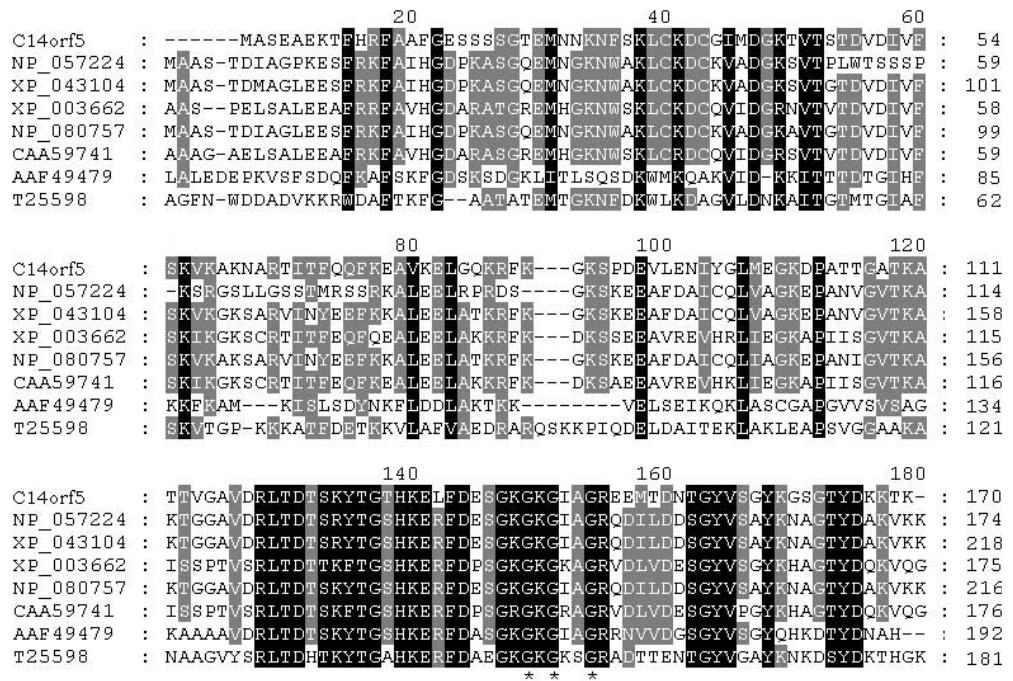 20 40 60
C14orf5 : ------MASEAEKTFHRFAAFGESSSSGTEMNNKNFSKLCKDCGIMDGKTVTSTDVDIVF : 54
NP_057224 : MAAS-TDIAGPKESFRKFAIHGDPKASGQEMNGKNWAKLCKDCKVADGKSVTPLWTSSSP : 59
XP_043104 : MAAS-TDMAGLEESFRKFAIHGDPKASGQEMNGKNWAKLCKDCKVADGKSVTGTDVDIVF : 101
XP_003662 : AAS--PELSALEEAFRRFAVHGDARATGREMHGKNWSKLCKDCQVIDGRNVTVTDVDIVF : 58
NP_080757 : MAAS-TDIAGLEESFRKFAIHGDPKASGQEMNGKNWAKLCKDCKVADGKAVTGTDVDIVF : 99
CAA59741 : AAAG-AELSALEEAFRKFAVHGDARASGREMHGKNWSKLCRDCQVIDGRSVTVTDVDIVF : 59
AAF49479 : LALEDEPKVSFSDQFKAFSKFGDSKSDGKLITLSQSDKWMKQAKVID-KKITTTDTGIHF : 85
T25598 : AGFN-WDDADVKKRWDAFTKFG--AATATEMTGKNFDKWLKDAGVLDNKAITGTMTGIAF : 62
80 100 120
C14orf5 : SKVKAKNARTITFQQFKEAVKELGQKRFK---GKSPDEVLENIYGLMEGKDPATTGATKA : 111
NP_057224 : -KSRGSLLGSSTMRSSRKALEELRPRDS----GKSKEEAFDAICQLVAGKEPANVGVTKA : 114
XP_043104 : SKVKGKSARVINYEEFKKALEELATKRFK---GKSKEEAFDAICQLVAGKEPANVGVTKA : 158
XP_003662 : SKIKGKSCRTITFEQFQEALEELAKKRFK---DKSSEEAVREVHRLIEGKAPIISGVTKA : 115
NP_080757 : SKVKAKSARVINYEEFKKALEELATKRFK---GKSKEEAFDAICQLIAGKEPANIGVTKA : 156
CAA59741 : SKIKGKSCRTITFEQFKEALEELAKKRFK---DKSAEEAVREVHKLIEGKAPIISGVTKA : 116
AAF49479 : KKFKAM---KISLSDYNKFLDDLAKTKK--------VELSEIKQKLASCGAPGVVSVSAG : 134
T25598 : SKVTGP-KKKATFDETKKVLAFVAEDRARQSKKPIQDELDAITEKLAKLEAPSVGGAAKA : 121
140 160 180
C14orf5 : TTVGAVDRLTDTSKYTGTHKELFDESGKGKGIAGREEMTDNTGYVSGYKGSGTYDKKTK- : 170
NP_057224 : KTGGAVDRLTDTSRYTGSHKERFDESGKGKGIAGRQDILDDSGYVSAYKNAGTYDAKVKK : 174
XP_043104 : KTGGAVDRLTDTSRYTGSHKERFDESGKGKGIAGRQDILDDSGYVSAYKNAGTYDAKVKK : 218
XP_003662 : ISSPTVSRLTDTTKFTGSHKERFDPSGKGKGKAGRVDLVDESGYVSGYKHAGTYDQKVQG : 175
NP_080757 : KTGGAVDRLTDTSKYTGSHKERFDESGKGKGIAGRQDILDDSGYVSAYKNAGTYDAKVKK : 216
CAA59741 : ISSPTVSRLTDTSKFTGSHKERFDPSGRGKGRAGRVDLVDESGYVPGYKHAGTYDQKVQG : 176
AAF49479 : KAAAAVDRLTDTSKYTGSHKERFDASGKGKGIAGRRNVVDGSGYVSGYQHKDTYDNAH-- : 192
T25598 : NAAGVYSRLTDHTKYTGAHKERFDAEGKGKGKSGRADTTENTGYVGAYKNKDSYDKTHGK : 181
* * *